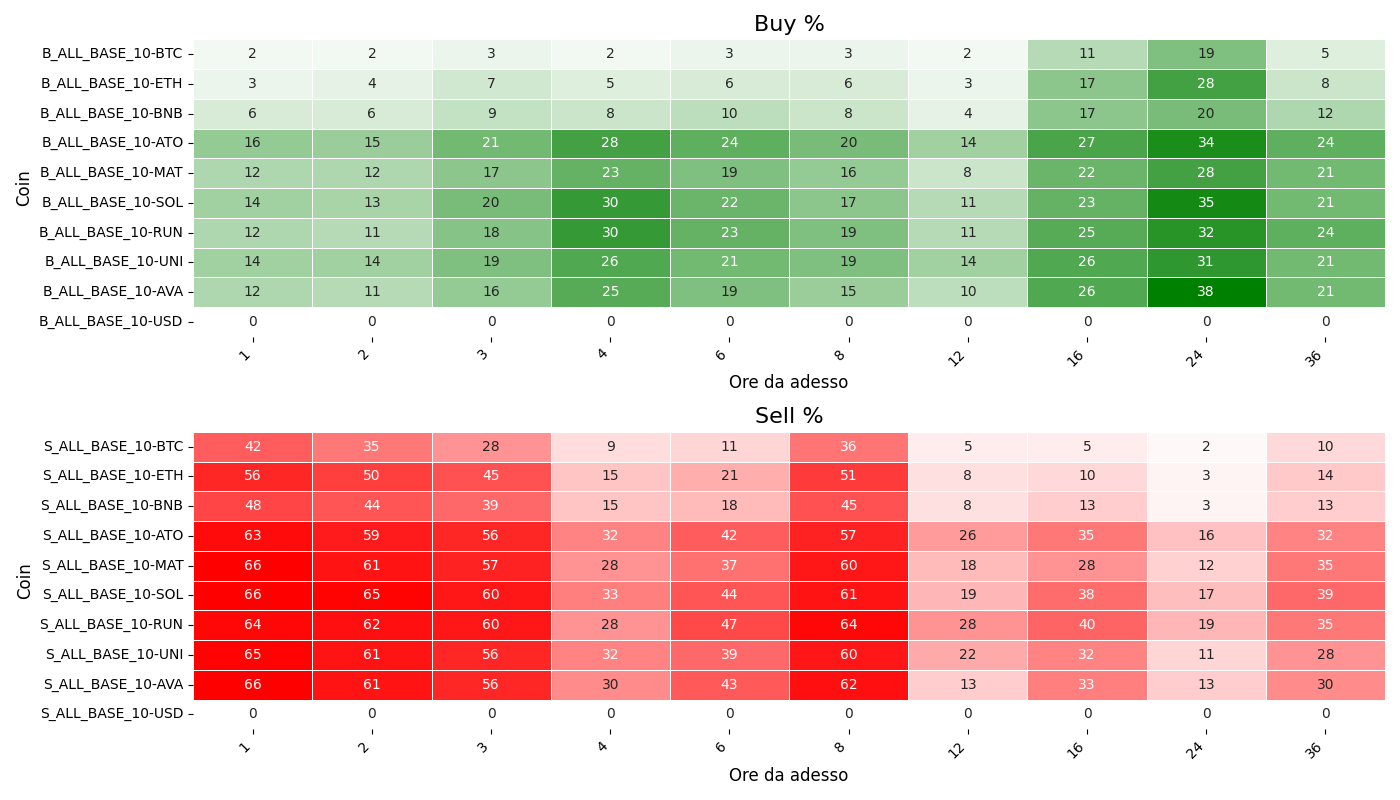 Buy %
Coin
B_ALL_BASE_10-BTC 2 2 3 2 3 3 2 11 19 5
B_ALL_BASE_10-ETH 3 4 7 5 6 6 3 17 28 8
B_ALL_BASE_10-BNB 6 6 9 8 10 8 4 17 20 12
B_ALL_BASE_10-ATO 16 15 21 28 24 20 14 27 34 24
B_ALL_BASE_10-MAT 12 12 17 23 19 16 8 22 28 21
B_ALL_BASE_10-SOL 14 13 20 30 22 17 11 23 35 21
B_ALL_BASE_10-RUN 12 11 18 30 23 19 11 25 32 24
B_ALL_BASE_10-UNI 14 14 19 26 21 19 14 26 31 21
B_ALL_BASE_10-AVA 12 11 16 25 19 15 10 26 38 21
B_ALL_BASE_10-USD 0 0 0 0 0 0 0 0 0 0
1 2 3 4 6 8 12 16 24 36
Ore da adesso
Sell %
Coin
S_ALL_BASE_10-BTC 42 35 28 9 11 36 5 5 2 10
S_ALL_BASE_10-ETH 56 50 45 15 21 51 8 10 3 14
S_ALL_BASE_10-BNB 48 44 39 15 18 45 8 13 3 13
S_ALL_BASE_10-ATO 63 59 56 32 42 57 26 35 16 32
S_ALL_BASE_10-MAT 66 61 57 28 37 60 18 28 12 35
S_ALL_BASE_10-SOL 66 65 60 33 44 61 19 38 17 39
S_ALL_BASE_10-RUN 64 62 60 28 47 64 28 40 19 35
S_ALL_BASE_10-UNI 65 61 56 32 39 60 22 32 11 28
S_ALL_BASE_10-AVA 66 61 56 30 43 62 13 33 13 30
S_ALL_BASE_10-USD 0 0 0 0 0 0 0 0 0 0
1 2 3 4 6 8 12 16 24 36
Ore da adesso